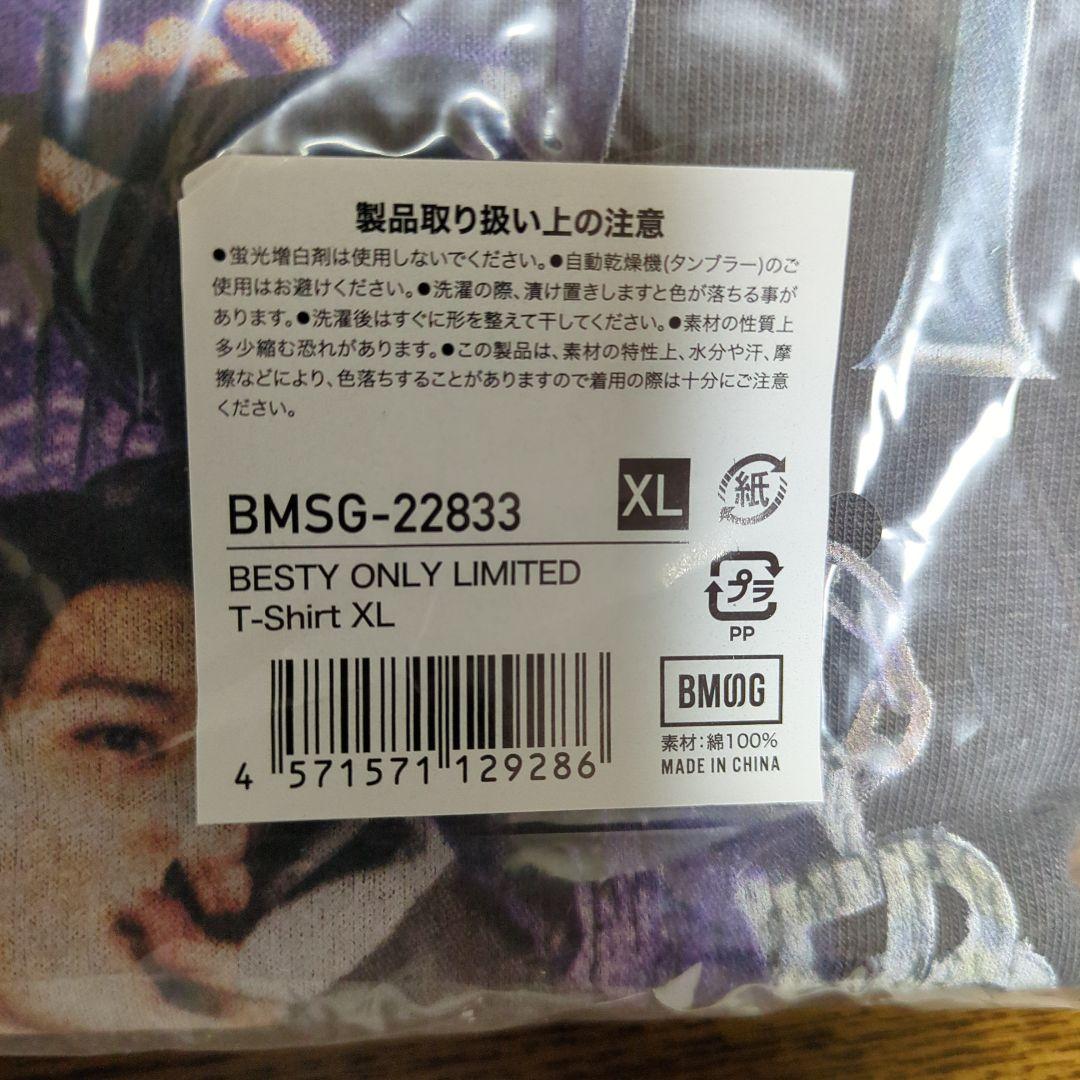 製品取り扱い上の注意
●蛍光増白剤は使用しないでください。●自動乾燥機(タンブラー)のご
使用はお避けください。●洗濯の際、漬け置きしますと色が落ちる事が
あります。●洗濯後はすぐに形を整えて干してください。●素材の性質上
多少縮む恐れがあります。●この製品は、素材の特性上、水分や汗、摩
擦などにより、色落ちすることがありますので着用の際は十分にご注意
ください。
BMSG-22833
XL
紙
BESTY ONLY LIMITED
T-Shirt XL
プラ
PP
BMSG
素材:綿100%
MADE IN CHINA
4 571571 129286